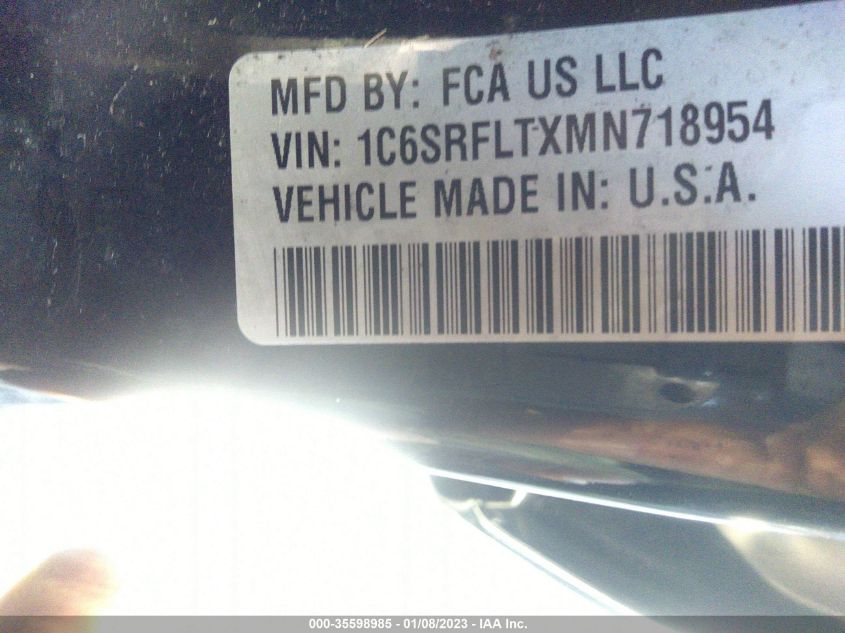 MFD BY: FCA US LLC
VIN: 1C6SRFLTXMN718954
VEHICLE MADE IN: U.S.A.
000-35598985 - 01/08/2023 - IAA Inc.